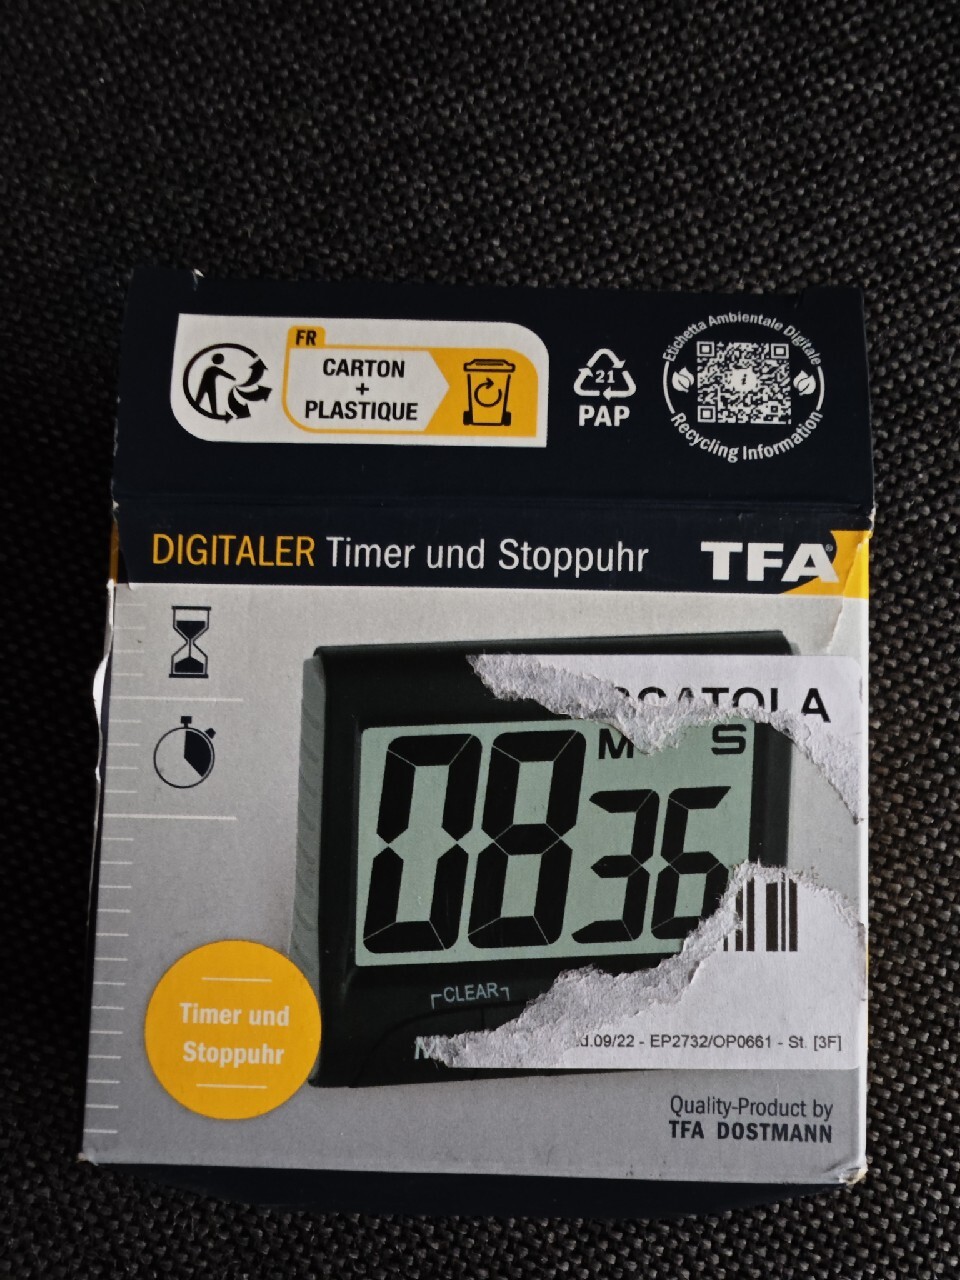 FR
CARTON
+
PLASTIQUE
21
PAP
Etichetta Ambientale Digitale
i
Recycling Information
DIGITALER Timer und Stoppuhr
TFA®
M S
08 36
CLEAR
Timer und
Stoppuhr
09/22 - EP2732/OP0661 - St. [3F]
Quality-Product by
TFA DOSTMANN